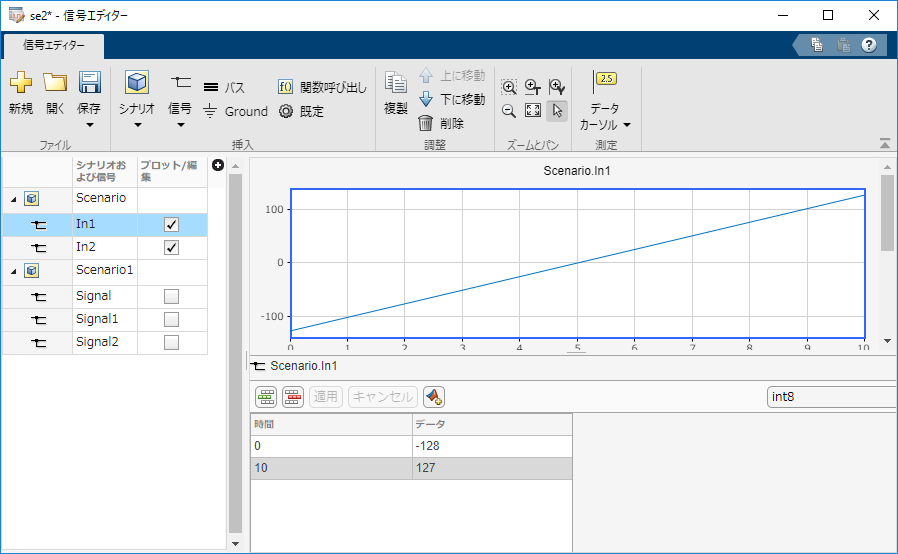 se2* - 信号エディター
信号エディター
新規
開く
保存
シナリオ
信号
バス
Ground
関数呼び出し
既定
複製
上に移動
下に移動
削除
2.5
データ
カーソル
ファイル
挿入
調整
ズームとパン
測定
シナリオお
よび信号
プロット/編
集
Scenario
In1
In2
Scenario1
Signal
Signal1
Signal2
Scenario.In1
100
0
-100
0 1 2 3 4 5 6 7 8 9 10
Scenario.In1
適用
キャンセル
int8
時間 データ
0 -128
10 127